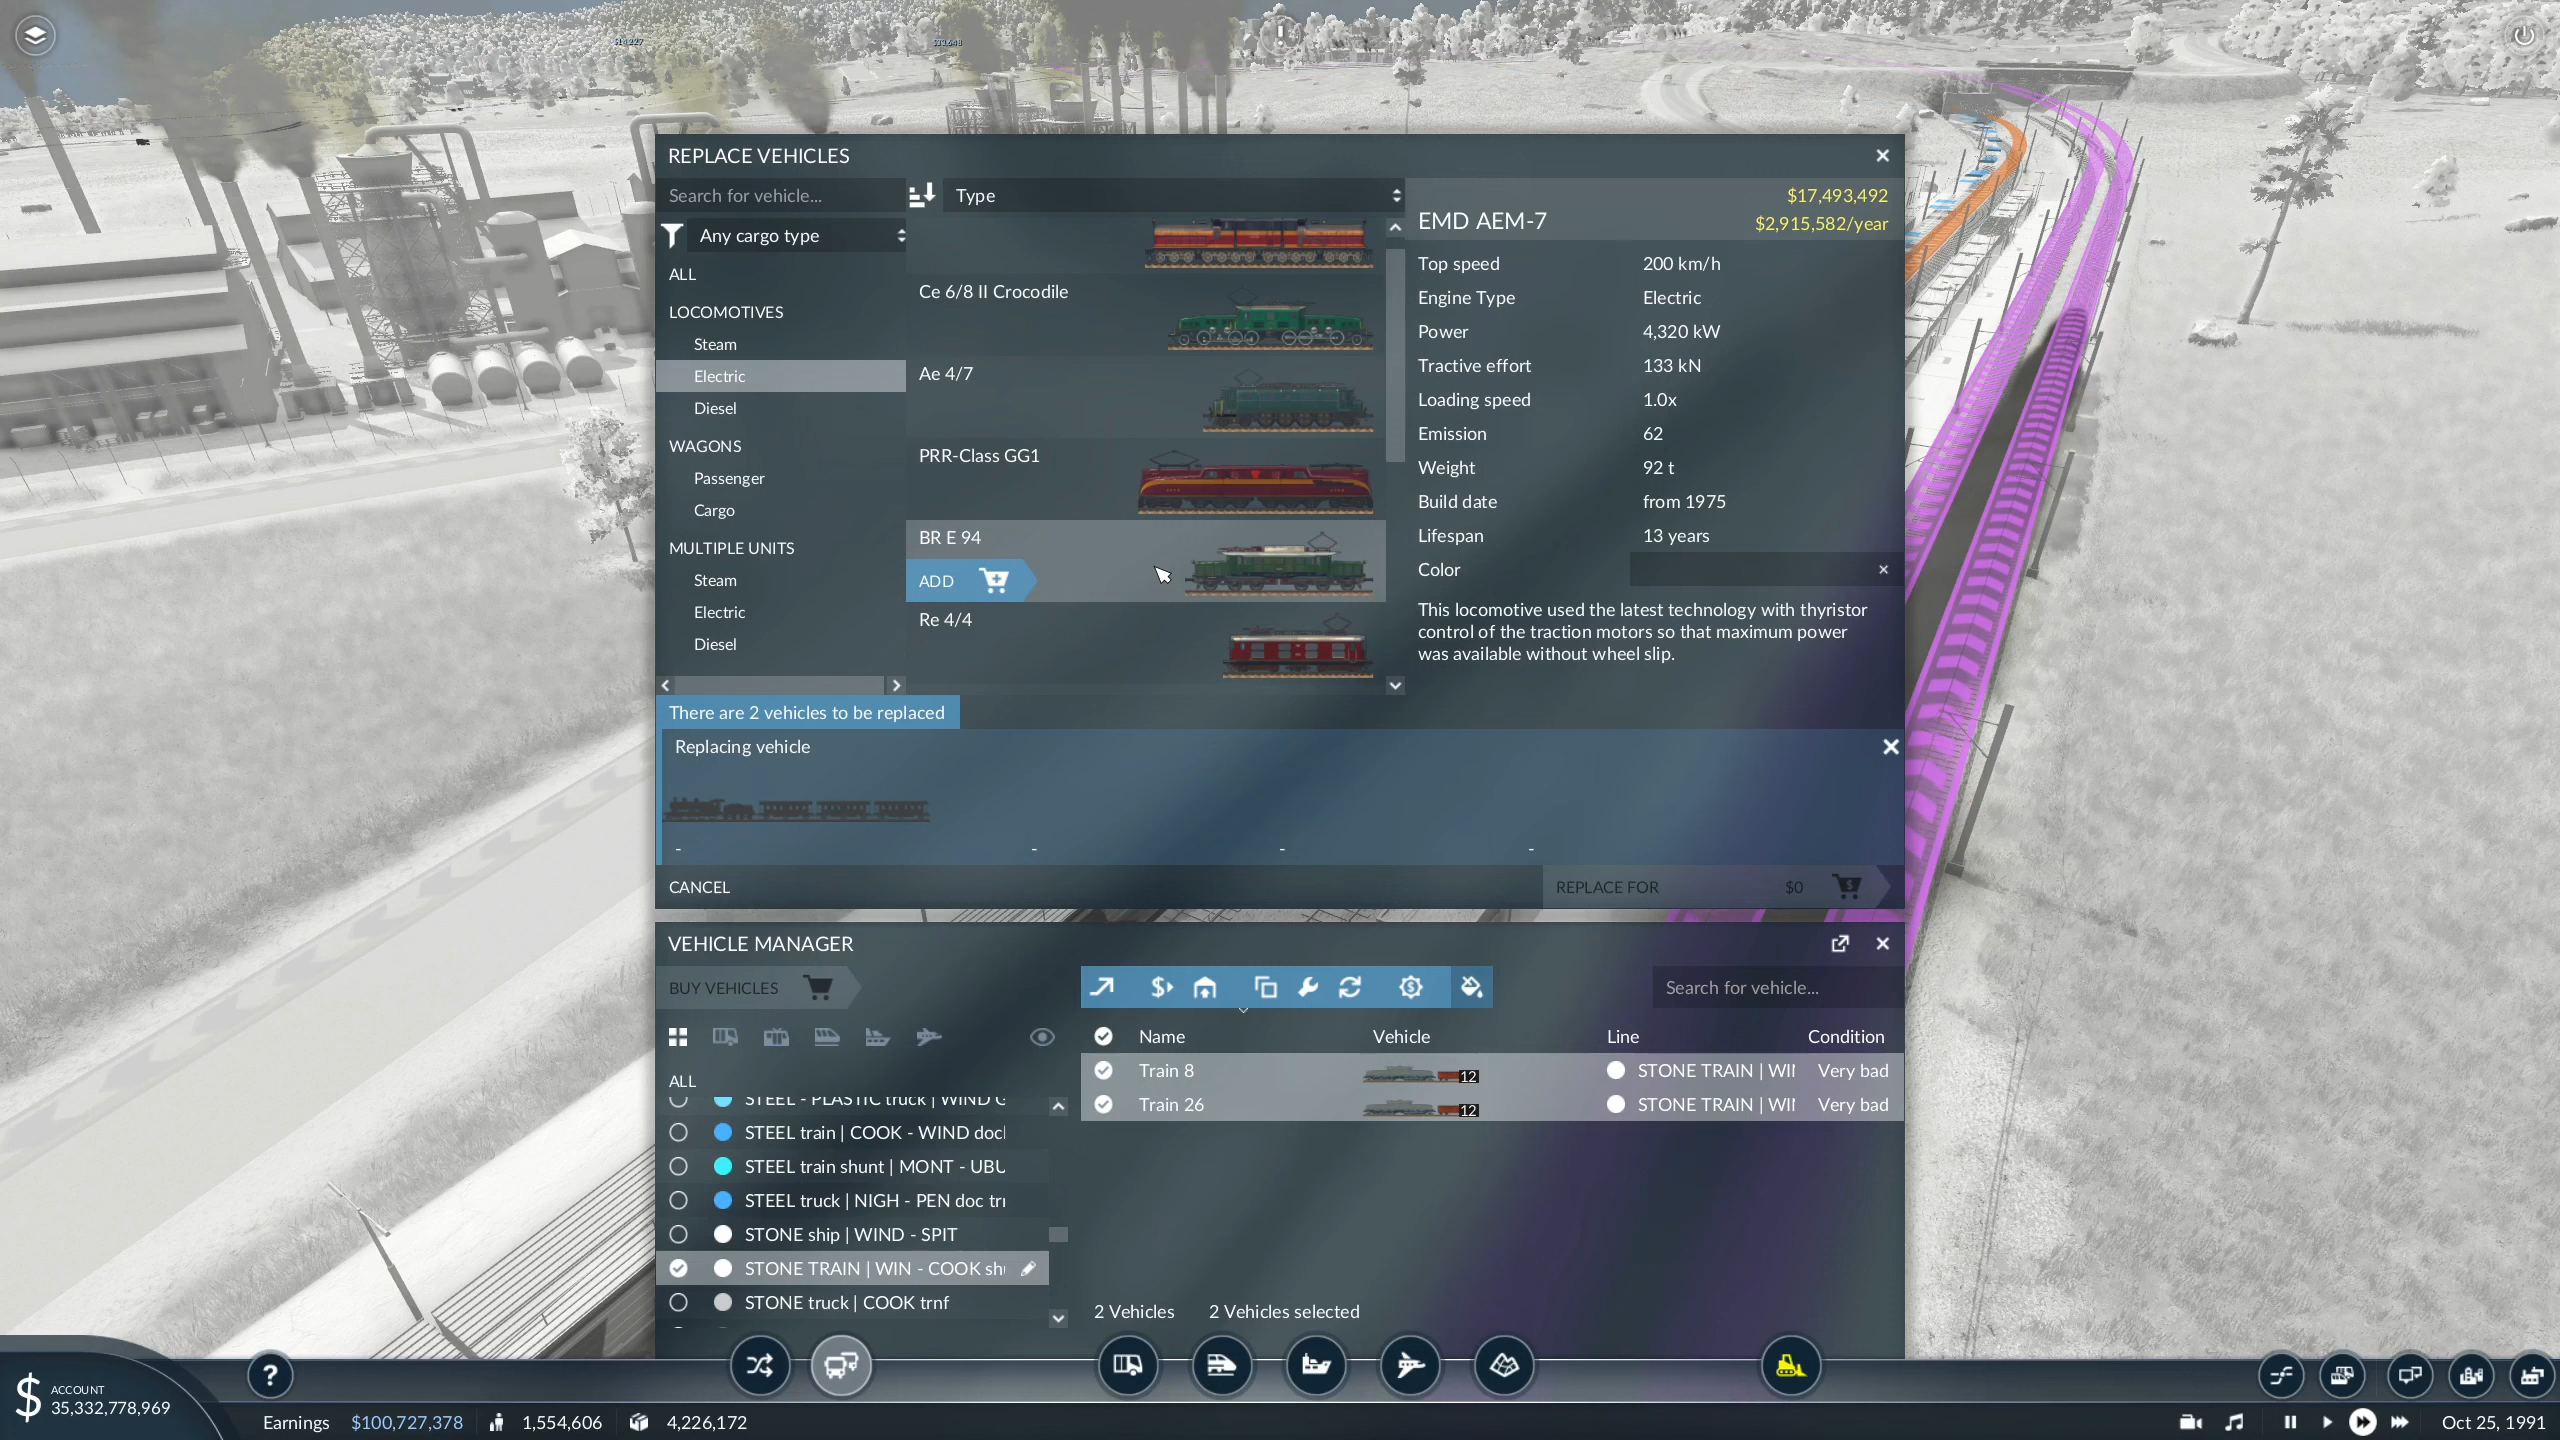 REPLACE VEHICLES
Search for vehicle...
Type
Any cargo type
ALL
LOCOMOTIVES
Steam
Electric
Diesel
WAGONS
Passenger
Cargo
MULTIPLE UNITS
Steam
Electric
Diesel
Ce 6/8 II Crocodile
Ae 4/7
PRR-Class GG1
BR E 94
ADD
Re 4/4
$17,493,492
EMD AEM-7
$2,915,582/year
Top speed 200 km/h
Engine Type Electric
Power 4,320 kW
Tractive effort 133 kN
Loading speed 1.0x
Emission 62
Weight 92 t
Build date from 1975
Lifespan 13 years
Color
This locomotive used the latest technology with thyristor
control of the traction motors so that maximum power
was available without wheel slip.
There are 2 vehicles to be replaced
Replacing vehicle
- - - -
CANCEL
REPLACE FOR $0
VEHICLE MANAGER
BUY VEHICLES
Search for vehicle...
ALL
STEEL - PLASTIC truck | WIND
STEEL train | COOK - WIND doc
STEEL train shunt | MONT - UBU
STEEL truck | NIGH - PEN doc tr
STONE ship | WIND - SPIT
STONE TRAIN | WIN - COOK sh
STONE truck | COOK trnf
Name Vehicle Line Condition
Train 8 12 STONE TRAIN | WI Very bad
Train 26 12 STONE TRAIN | WI Very bad
2 Vehicles 2 Vehicles selected
?
$ ACCOUNT
35,332,778,969
Earnings $100,727,378 1,554,606 4,226,172
Oct 25, 1991